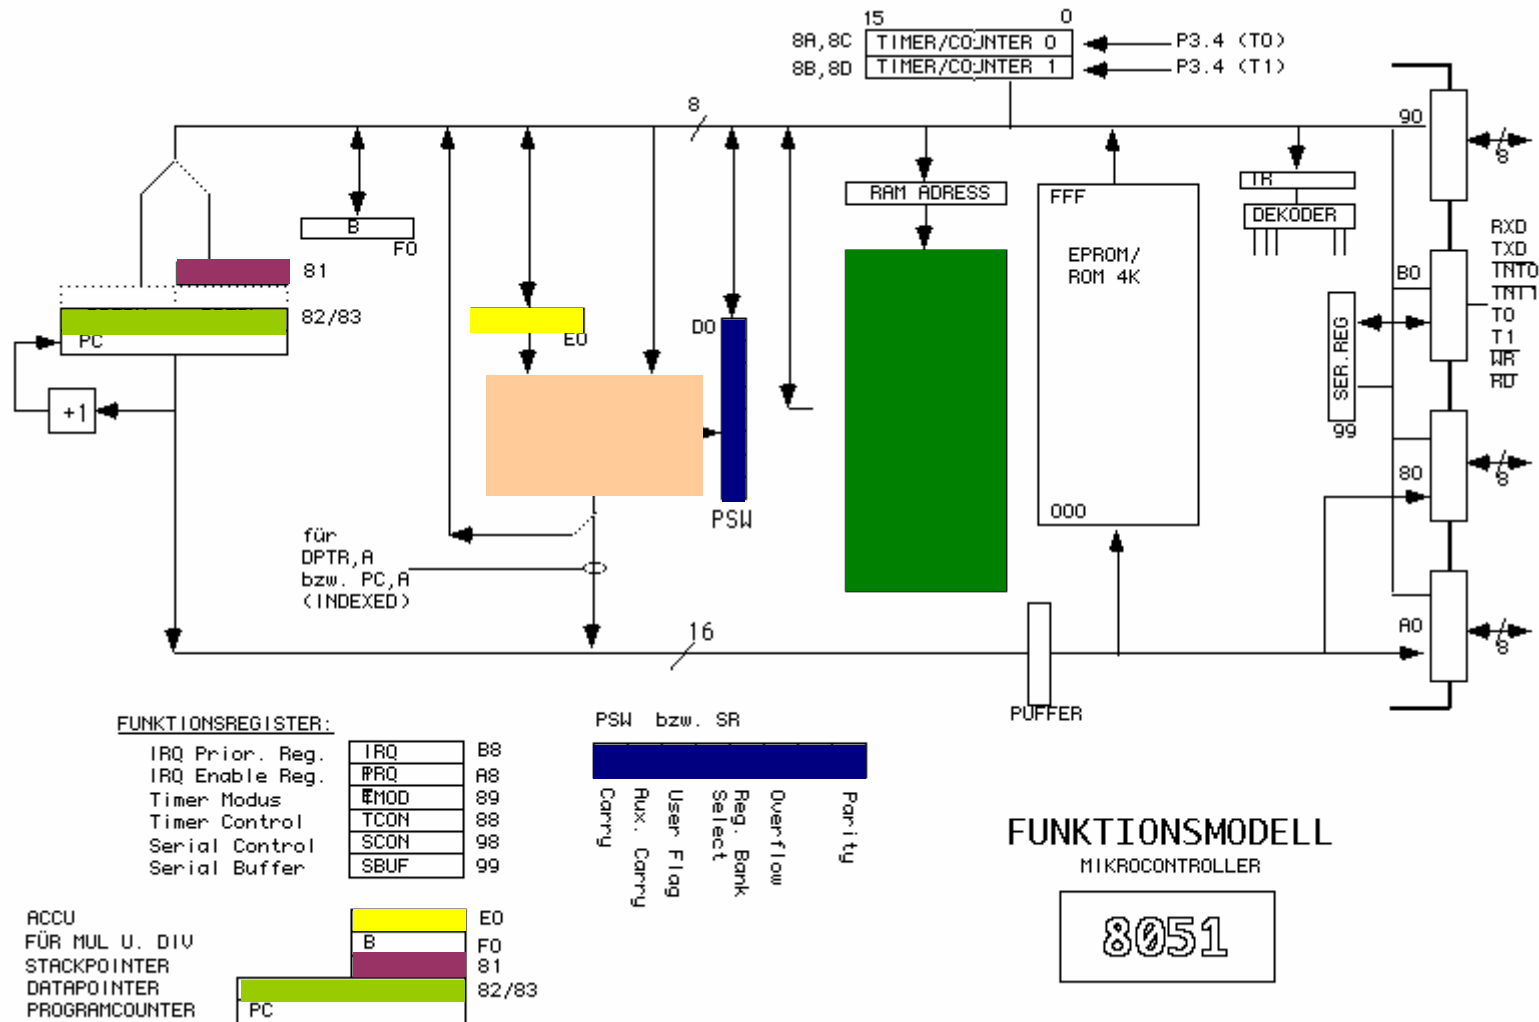 15 0
8A,8C TIMER/COUNTER 0 P3.4 (T0)
8B,8D TIMER/COUNTER 1 P3.4 (T1)
8
90
8
RAM ADRESS
FFF
EPROM/
ROM 4K
000
IR
DEKODER
B
F0
81
82/83
PC
+1
E0
D0
PSW
B0
RXD
TXD
INT0
INT1
T0
T1
WR
RD
SER.REG
99
80
8
A0
8
für
DPTR,A
bzw. PC,A
(INDEXED)
16
PUFFER
FUNKTIONSREGISTER:
IRQ Prior. Reg. IRQ B8
IRQ Enable Reg. IRQ A8
Timer Modus TMOD 89
Timer Control TCON 88
Serial Control SCON 98
Serial Buffer SBUF 99
PSW bzw. SR
Carry
Aux. Carry
User Flag
Reg. Bank
Select
Overflow
Parity
ACCU E0
FÜR MUL U. DIV B F0
STACKPOINTER 81
DATAPOINTER 82/83
PROGRAMCOUNTER PC
FUNKTIONSMODELL
MIKROCONTROLLER
8051